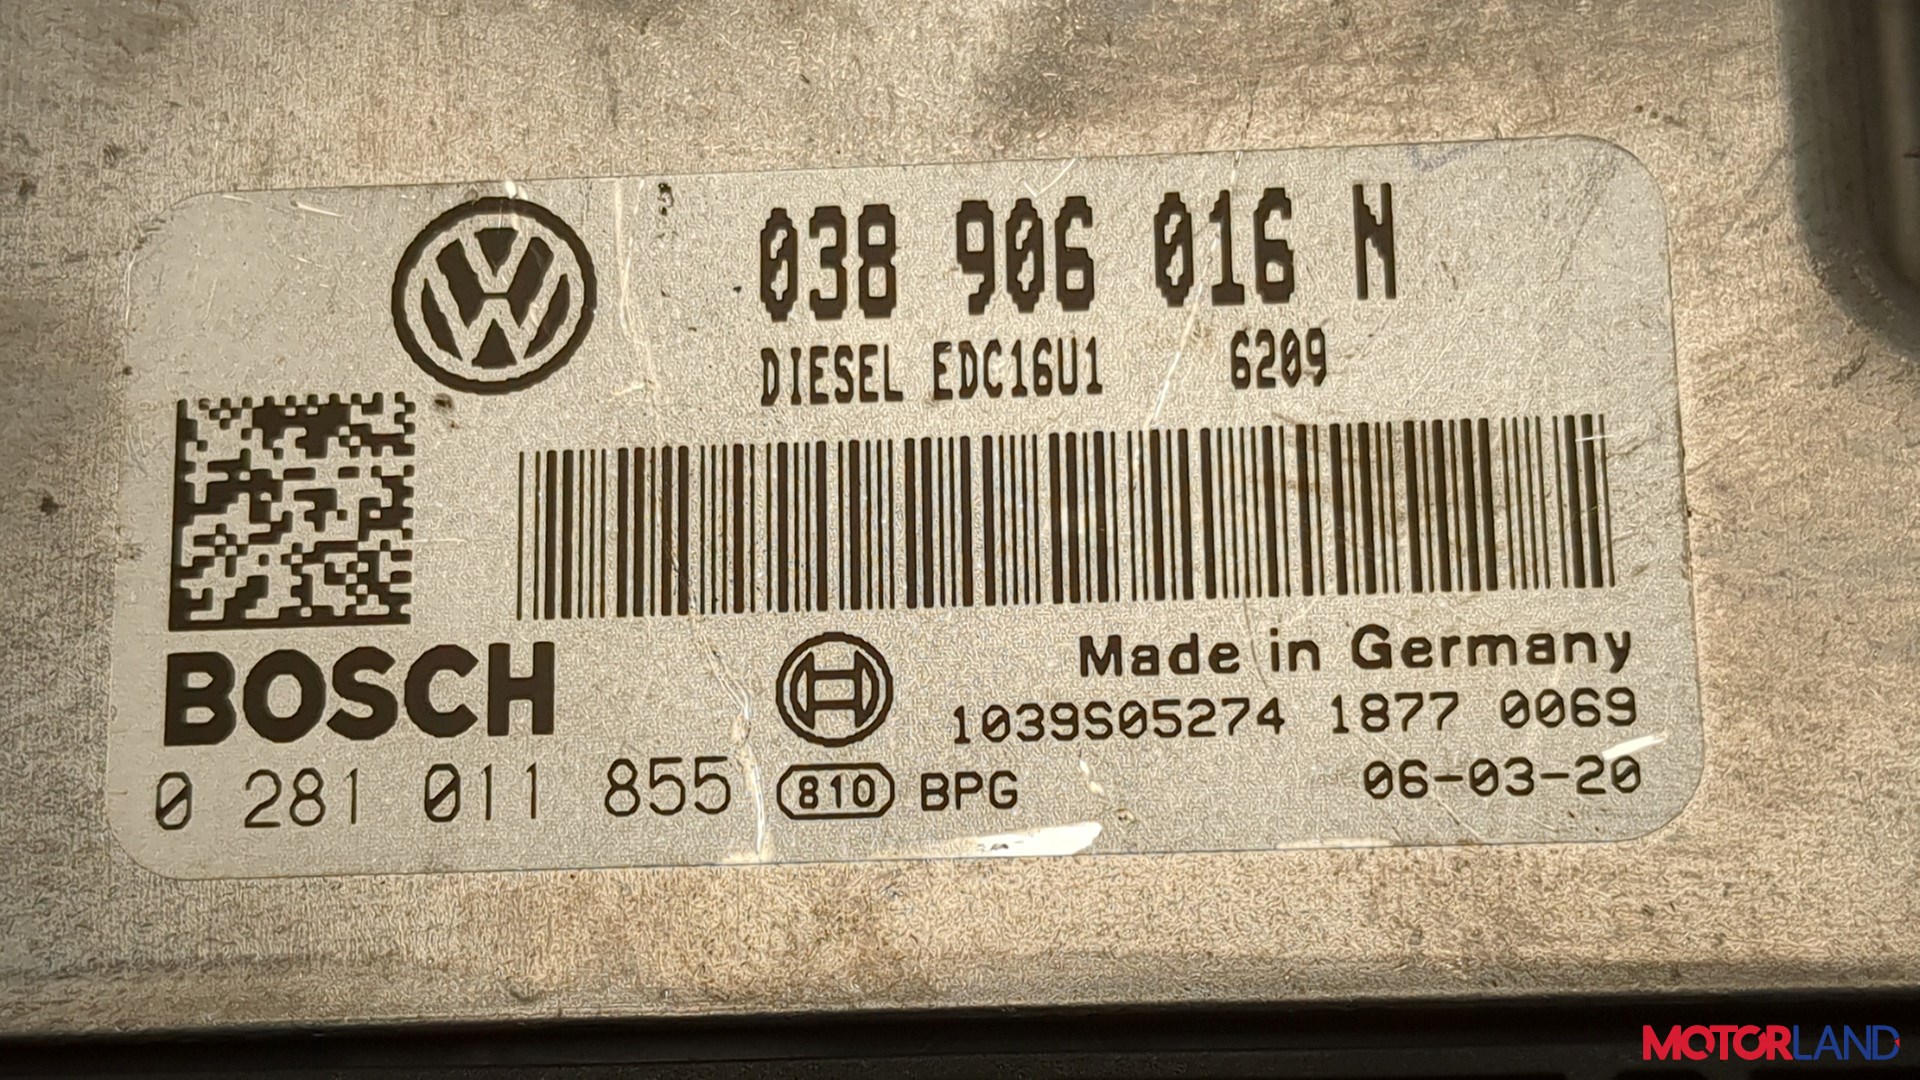 038 906 016 N
DIESEL EDC16U1 6209
BOSCH
Made in Germany
1039S05274 1877 0069
0 281 011 855 810 BPG 06-03-20
MOTORLAND